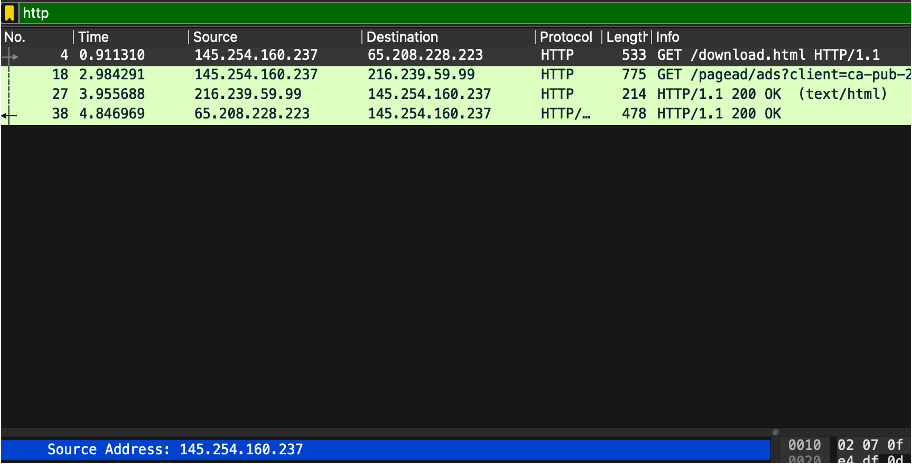 http
No. Time Source Destination Protocol Length Info
4 0.911310 145.254.160.237 65.208.228.223 HTTP 533 GET /download.html HTTP/1.1
18 2.984291 145.254.160.237 216.239.59.99 HTTP 775 GET /pagead/ads?client=ca-pub-2
27 3.955688 216.239.59.99 145.254.160.237 HTTP 214 HTTP/1.1 200 OK (text/html)
38 4.846969 65.208.228.223 145.254.160.237 HTTP/… 478 HTTP/1.1 200 OK
Source Address: 145.254.160.237
0010 02 07 0f
0020 e4 df 0d